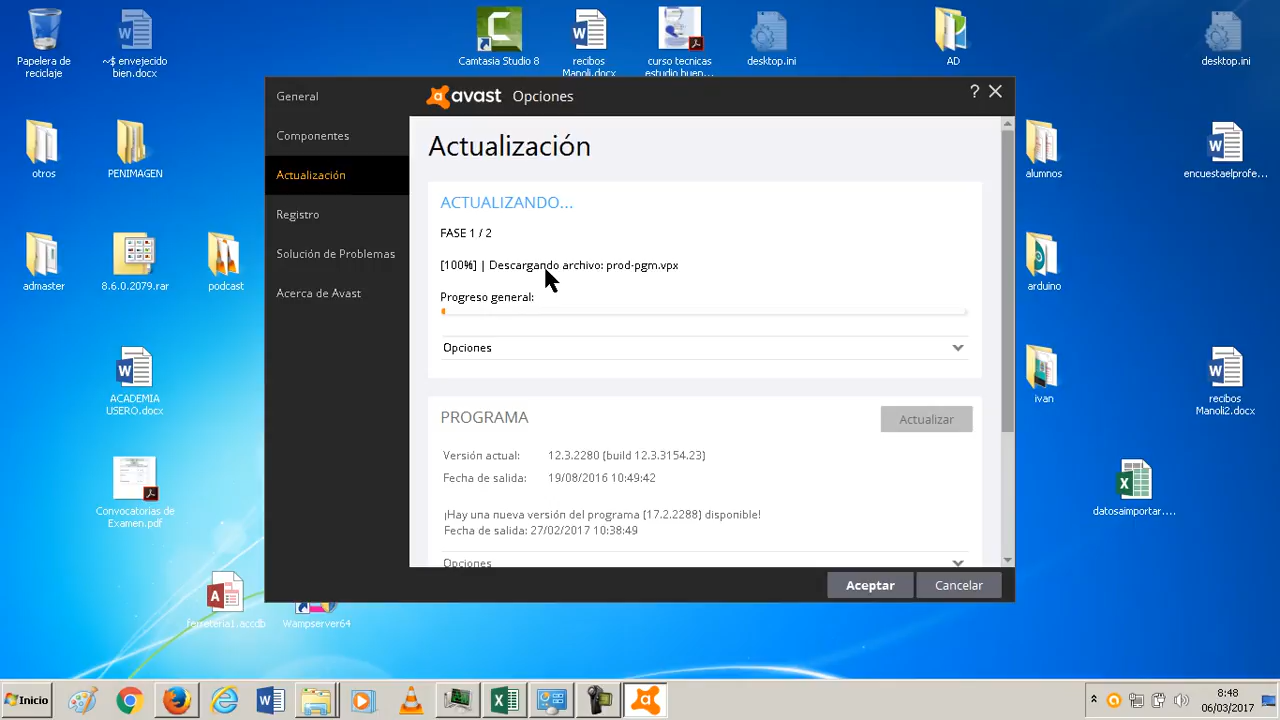 Papelera de
reciclaje
~$ envejecido
bien.docx
Camtasia Studio 8
recibos
Manoli.docx
curso tecnicas
estudio buen...
desktop.ini
AD
desktop.ini
General
avast
Opciones
?
Componentes
Actualización
Registro
Solución de Problemas
Acerca de Avast
Actualización
ACTUALIZANDO...
FASE 1 / 2
[100%] | Descargando archivo: prod-pgm.vpx
Progreso general:
Opciones
PROGRAMA
Actualizar
Versión actual: 12.3.2280 (build 12.3.3154.23)
Fecha de salida: 19/08/2016 10:49:42
¡Hay una nueva versión del programa [17.2.2288] disponible!
Fecha de salida: 27/02/2017 10:38:49
Opciones
Aceptar
Cancelar
otros
PENIMAGEN
alumnos
encuestaelprofe...
admaster
8.6.0.2079.rar
podcast
arduino
ACADEMIA
USERO.docx
ivan
recibos
Manoli2.docx
Convocatorias de
Examen.pdf
datosaimportar....
ferreteria1.accdb
Wampserver64
Inicio
8:48
06/03/2017